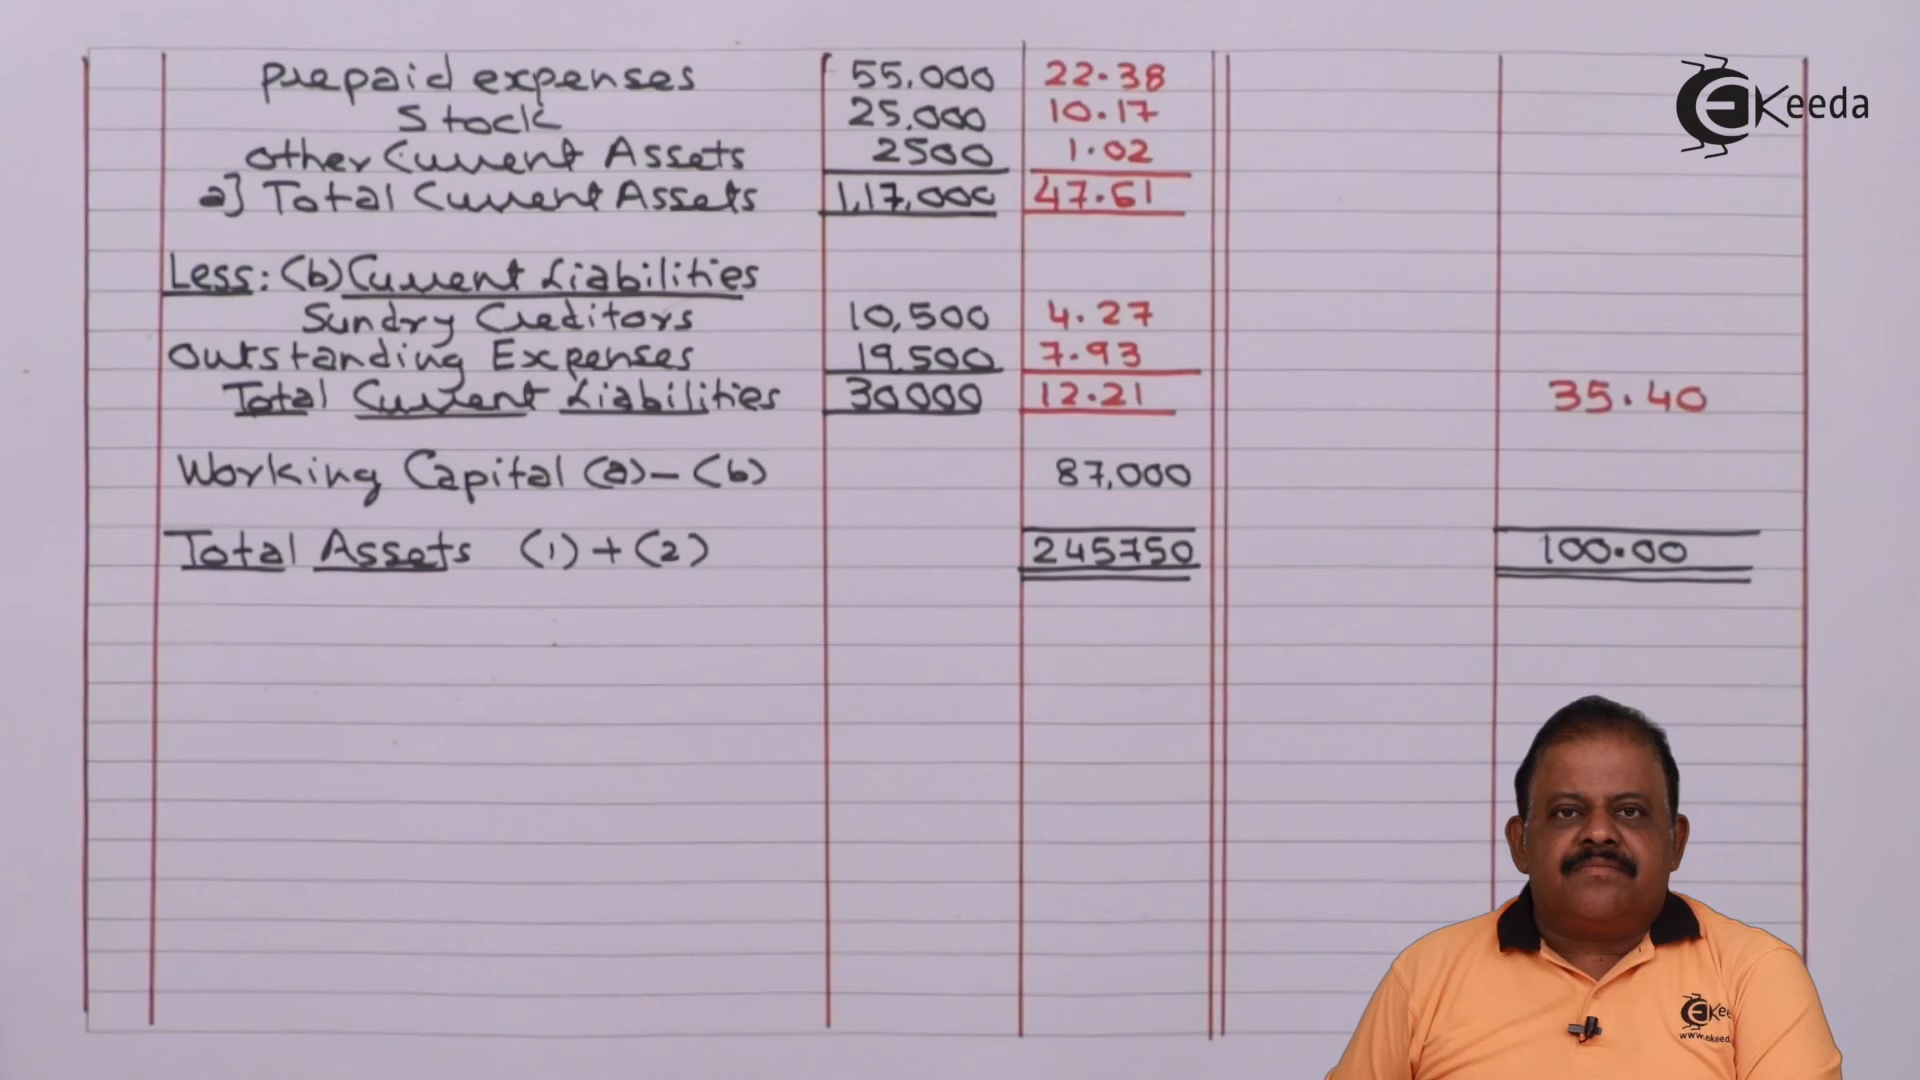 Prepaid expenses 55,000 22.38
Stock 25,000 10.17
Other Current Assets 2500 1.02
a] Total Current Assets 1,17,000 47.61
Less: (b) Current Liabilities
Sundry Creditors 10,500 4.27
Outstanding Expenses 19,500 7.93
Total Current Liabilities 30000 12.21 35.40
Working Capital (a) - (b) 87,000
Total Assets (1) + (2) 245750 100.00
EKeeda
EKee
www.ekeed